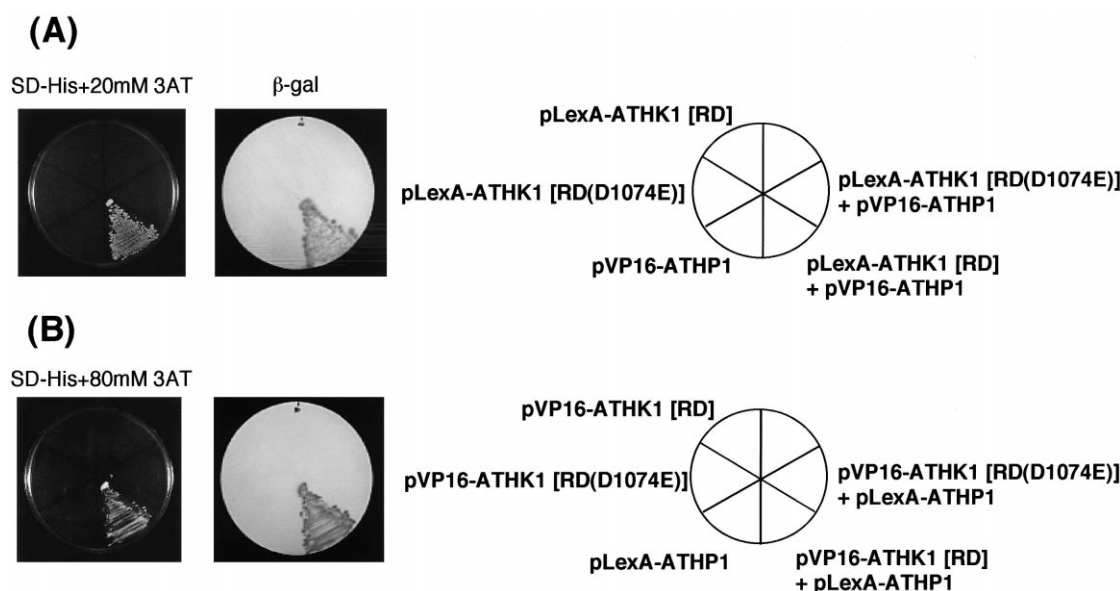 (A)
SD-His+20mM 3AT
β-gal
pLexA-ATHK1 [RD]
pLexA-ATHK1 [RD(D1074E)]
pLexA-ATHK1 [RD(D1074E)]
+ pVP16-ATHP1
pVP16-ATHP1
pLexA-ATHK1 [RD]
+ pVP16-ATHP1
(B)
SD-His+80mM 3AT
pVP16-ATHK1 [RD]
pVP16-ATHK1 [RD(D1074E)]
pVP16-ATHK1 [RD(D1074E)]
+ pLexA-ATHP1
pLexA-ATHP1
pVP16-ATHK1 [RD]
+ pLexA-ATHP1